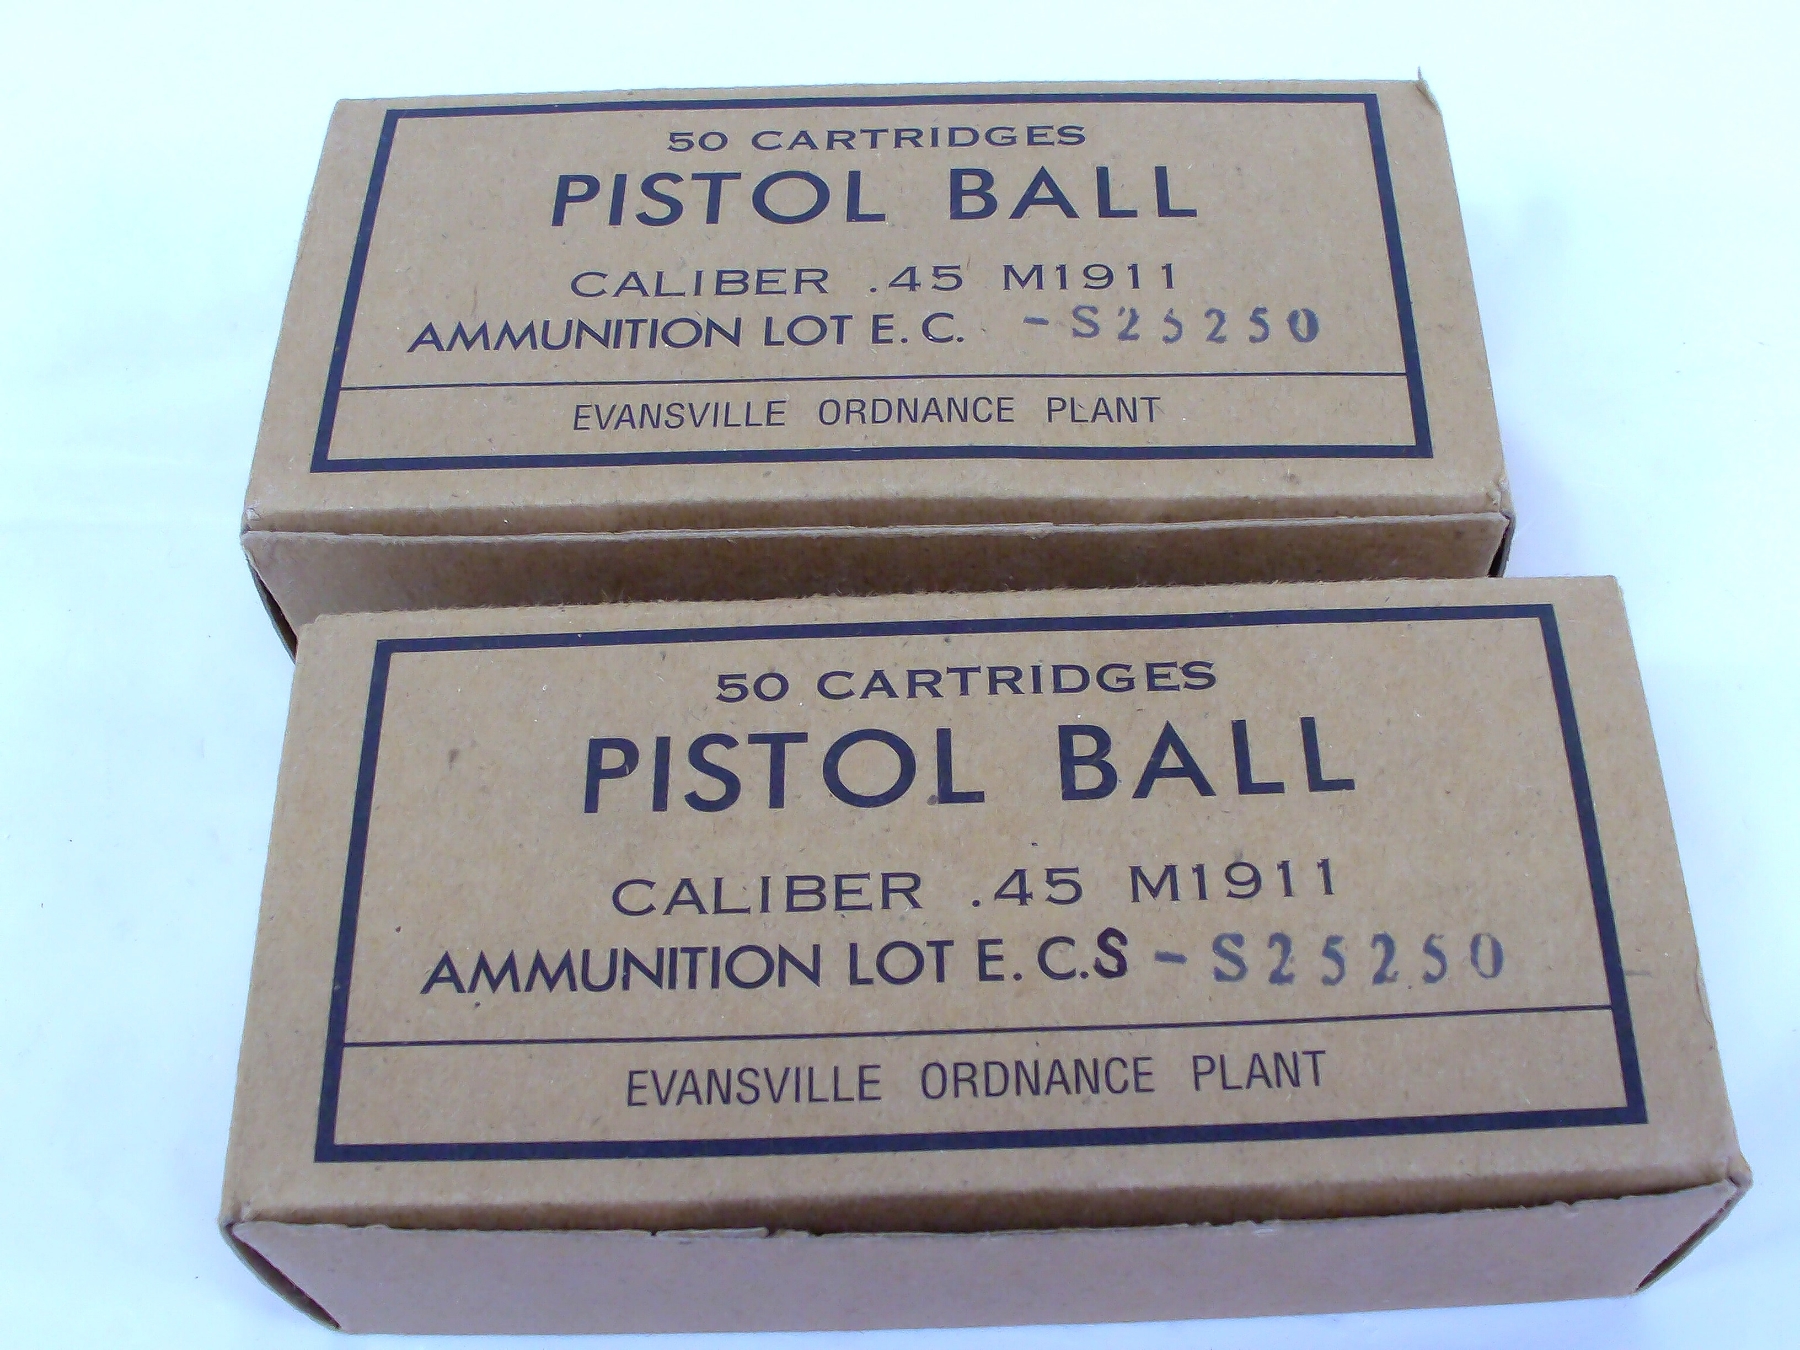 50 CARTRIDGES
PISTOL BALL
CALIBER .45 M1911
AMMUNITION LOT E. C. - S25250
EVANSVILLE ORDNANCE PLANT
50 CARTRIDGES
PISTOL BALL
CALIBER .45 M1911
AMMUNITION LOT E. C.S - S25250
EVANSVILLE ORDNANCE PLANT